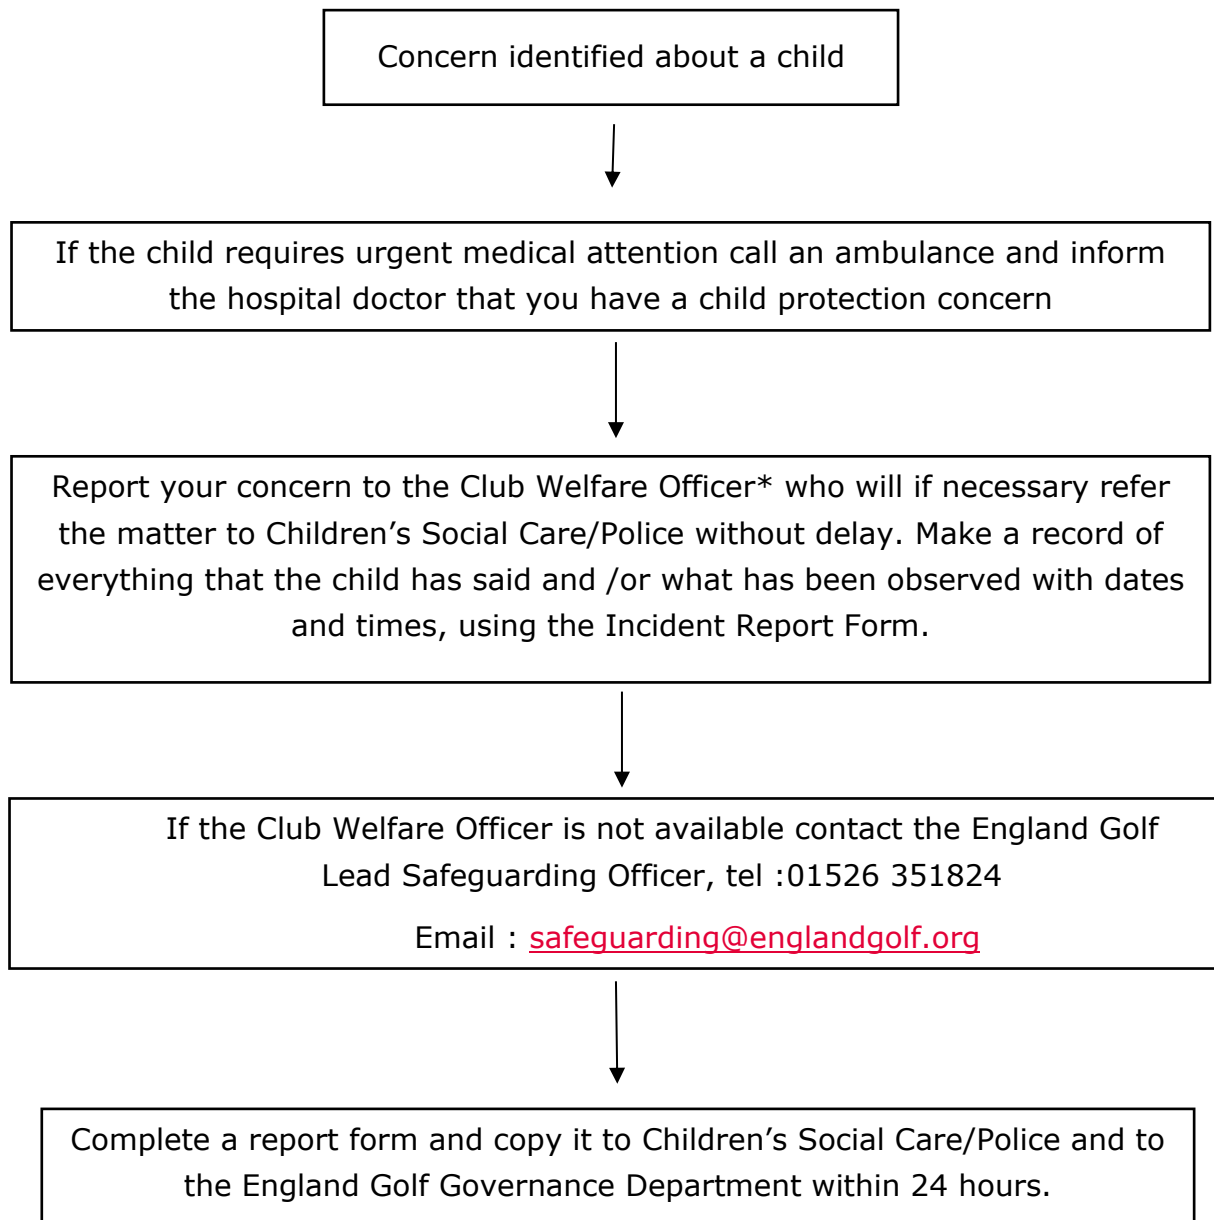 Concern identified about a child
If the child requires urgent medical attention call an ambulance and inform
the hospital doctor that you have a child protection concern
Report your concern to the Club Welfare Officer* who will if necessary refer
the matter to Children’s Social Care/Police without delay. Make a record of
everything that the child has said and /or what has been observed with dates
and times, using the Incident Report Form.
If the Club Welfare Officer is not available contact the England Golf
Lead Safeguarding Officer, tel :01526 351824
Email : safeguarding@englandgolf.org
Complete a report form and copy it to Children’s Social Care/Police and to
the England Golf Governance Department within 24 hours.